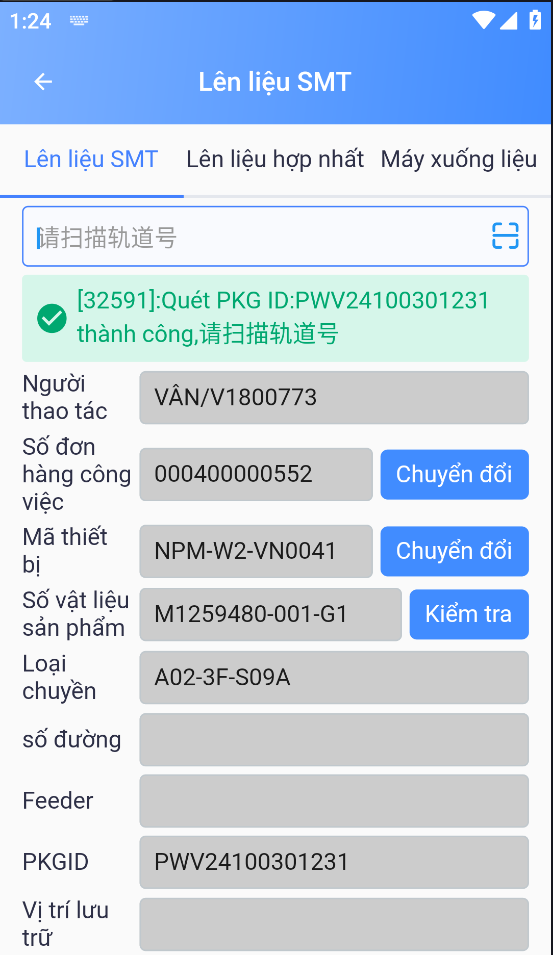 1:24
Lên liệu SMT
Lên liệu SMT Lên liệu hợp nhất Máy xuống liệu
请扫描轨道号
[32591]:Quét PKG ID:PWV24100301231
thành công,请扫描轨道号
Người
thao tác
VÂN/V1800773
Số đơn
hàng công
việc
000400000552
Chuyển đổi
Mã thiết
bị
NPM-W2-VN0041
Chuyển đổi
Số vật liệu
sản phẩm
M1259480-001-G1
Kiểm tra
Loại
chuyền
A02-3F-S09A
số đường
Feeder
PKGID
PWV24100301231
Vị trí lưu
trữ